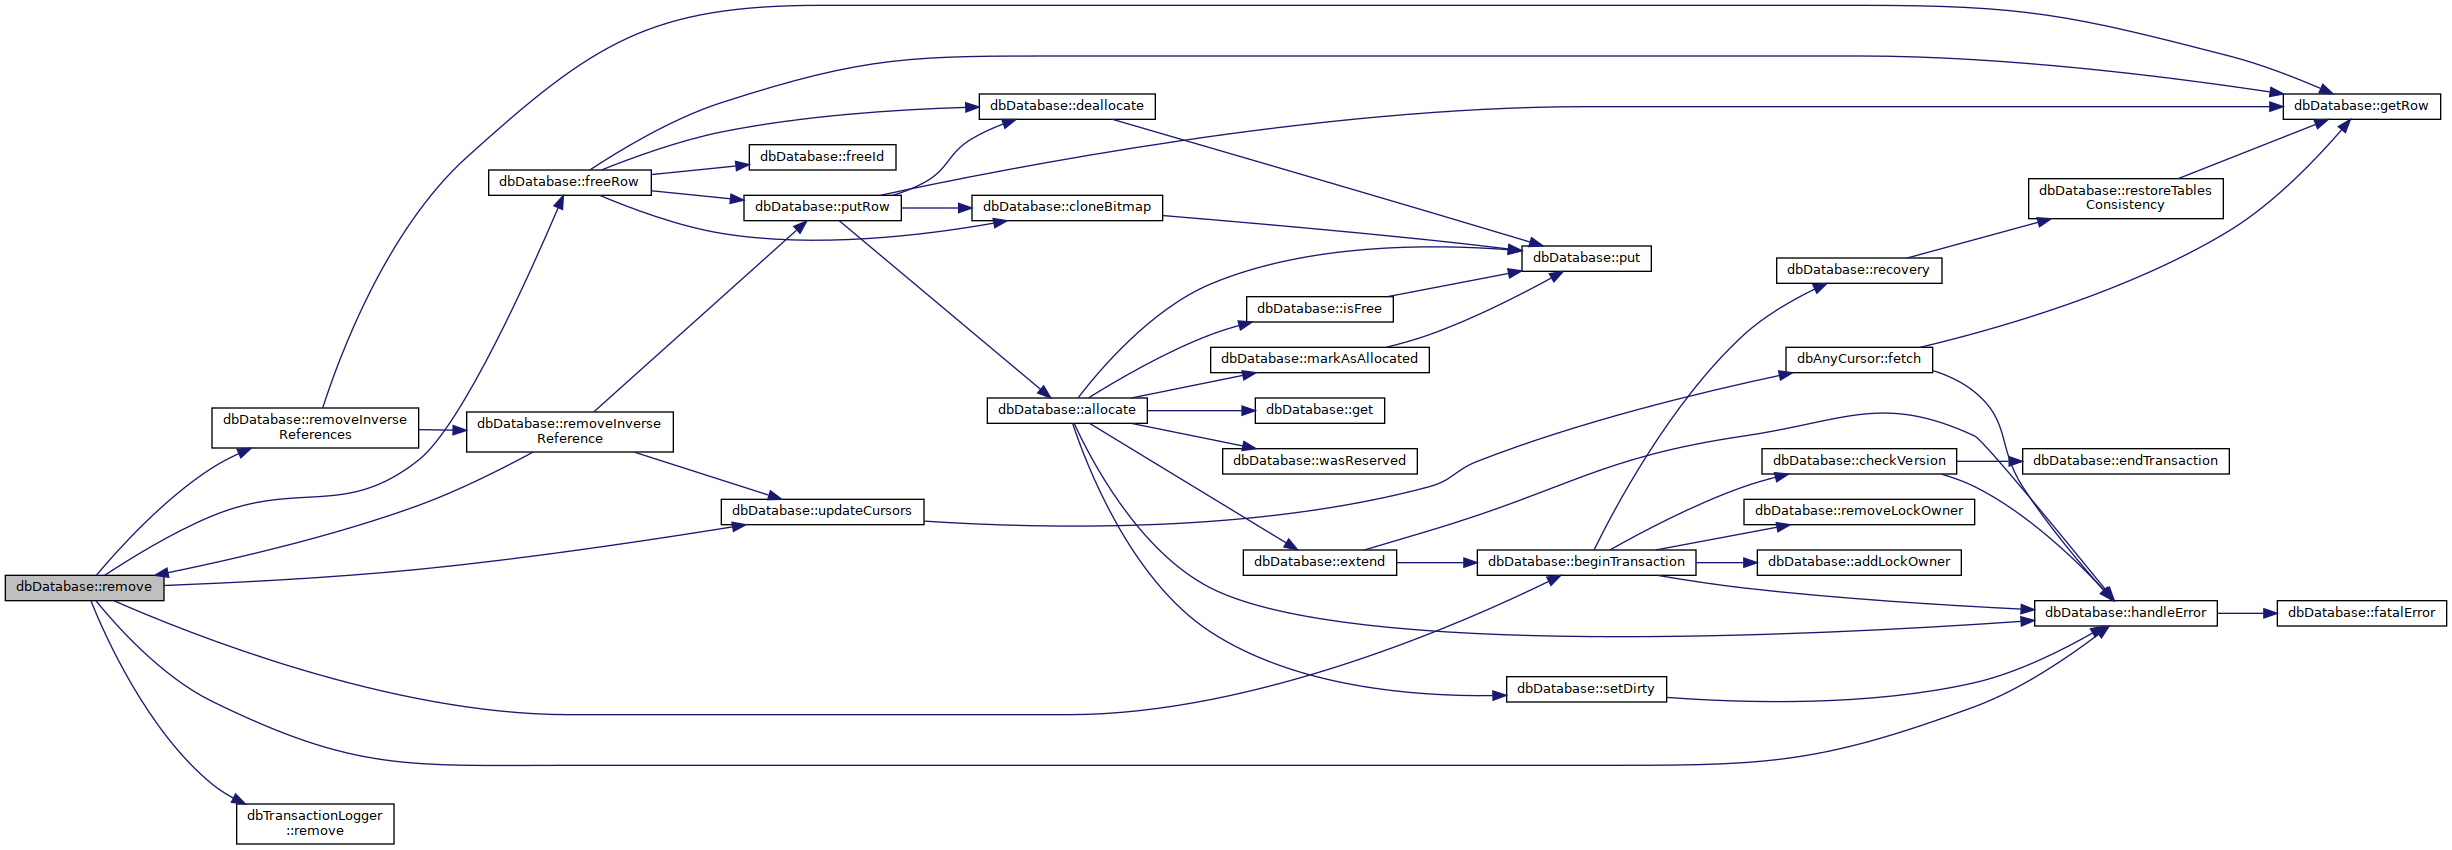 dbDatabase::deallocate
dbDatabase::getRow
dbDatabase::freeId
dbDatabase::freeRow
dbDatabase::restoreTables
Consistency
dbDatabase::putRow
dbDatabase::cloneBitmap
dbDatabase::put
dbDatabase::recovery
dbDatabase::isFree
dbDatabase::markAsAllocated
dbAnyCursor::fetch
dbDatabase::allocate
dbDatabase::get
dbDatabase::removeInverse
References
dbDatabase::removeInverse
Reference
dbDatabase::wasReserved
dbDatabase::checkVersion
dbDatabase::endTransaction
dbDatabase::updateCursors
dbDatabase::removeLockOwner
dbDatabase::extend
dbDatabase::beginTransaction
dbDatabase::addLockOwner
dbDatabase::remove
dbDatabase::handleError
dbDatabase::fatalError
dbDatabase::setDirty
dbTransactionLogger
::remove